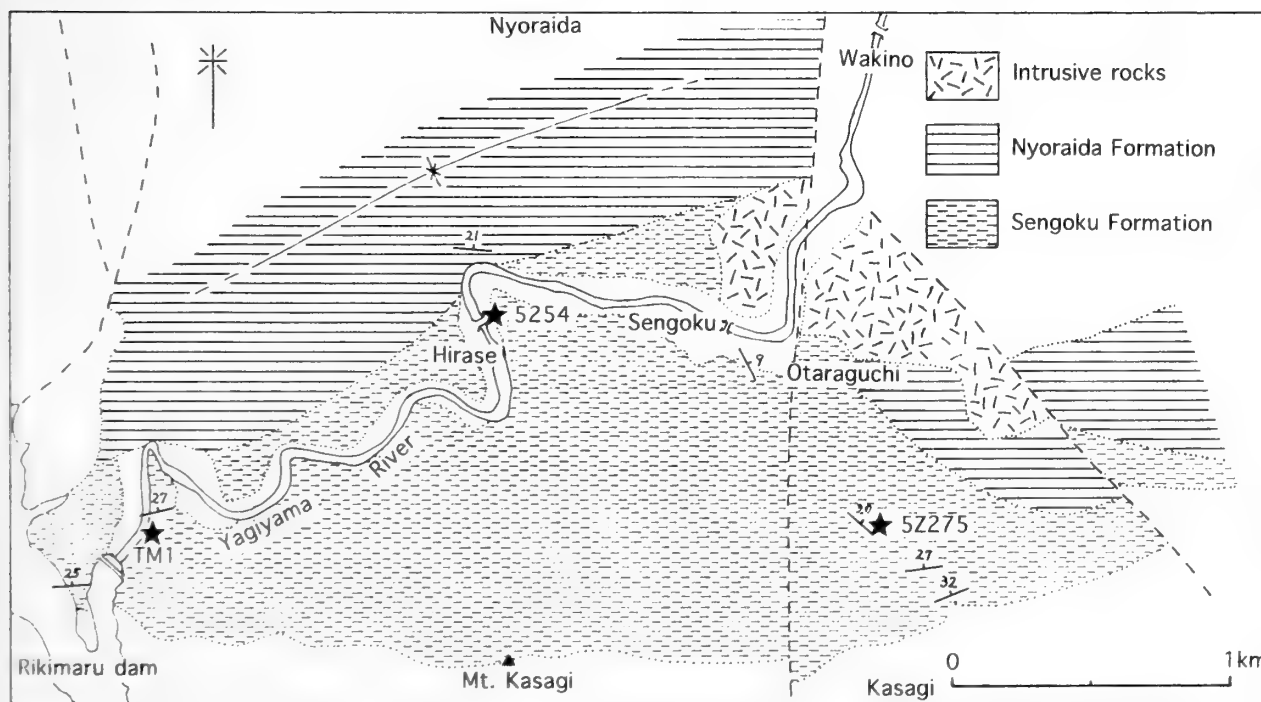 Nyoraida
Wakino
Intrusive rocks
Nyoraida Formation
Sengoku Formation
21
5254
Sengoku
Hirase
9
Otaraguchi
River
Yagiyama
27
TM1
5Z275
27
32
25
Rikimaru dam
Mt. Kasagi
Kasagi
0
1km